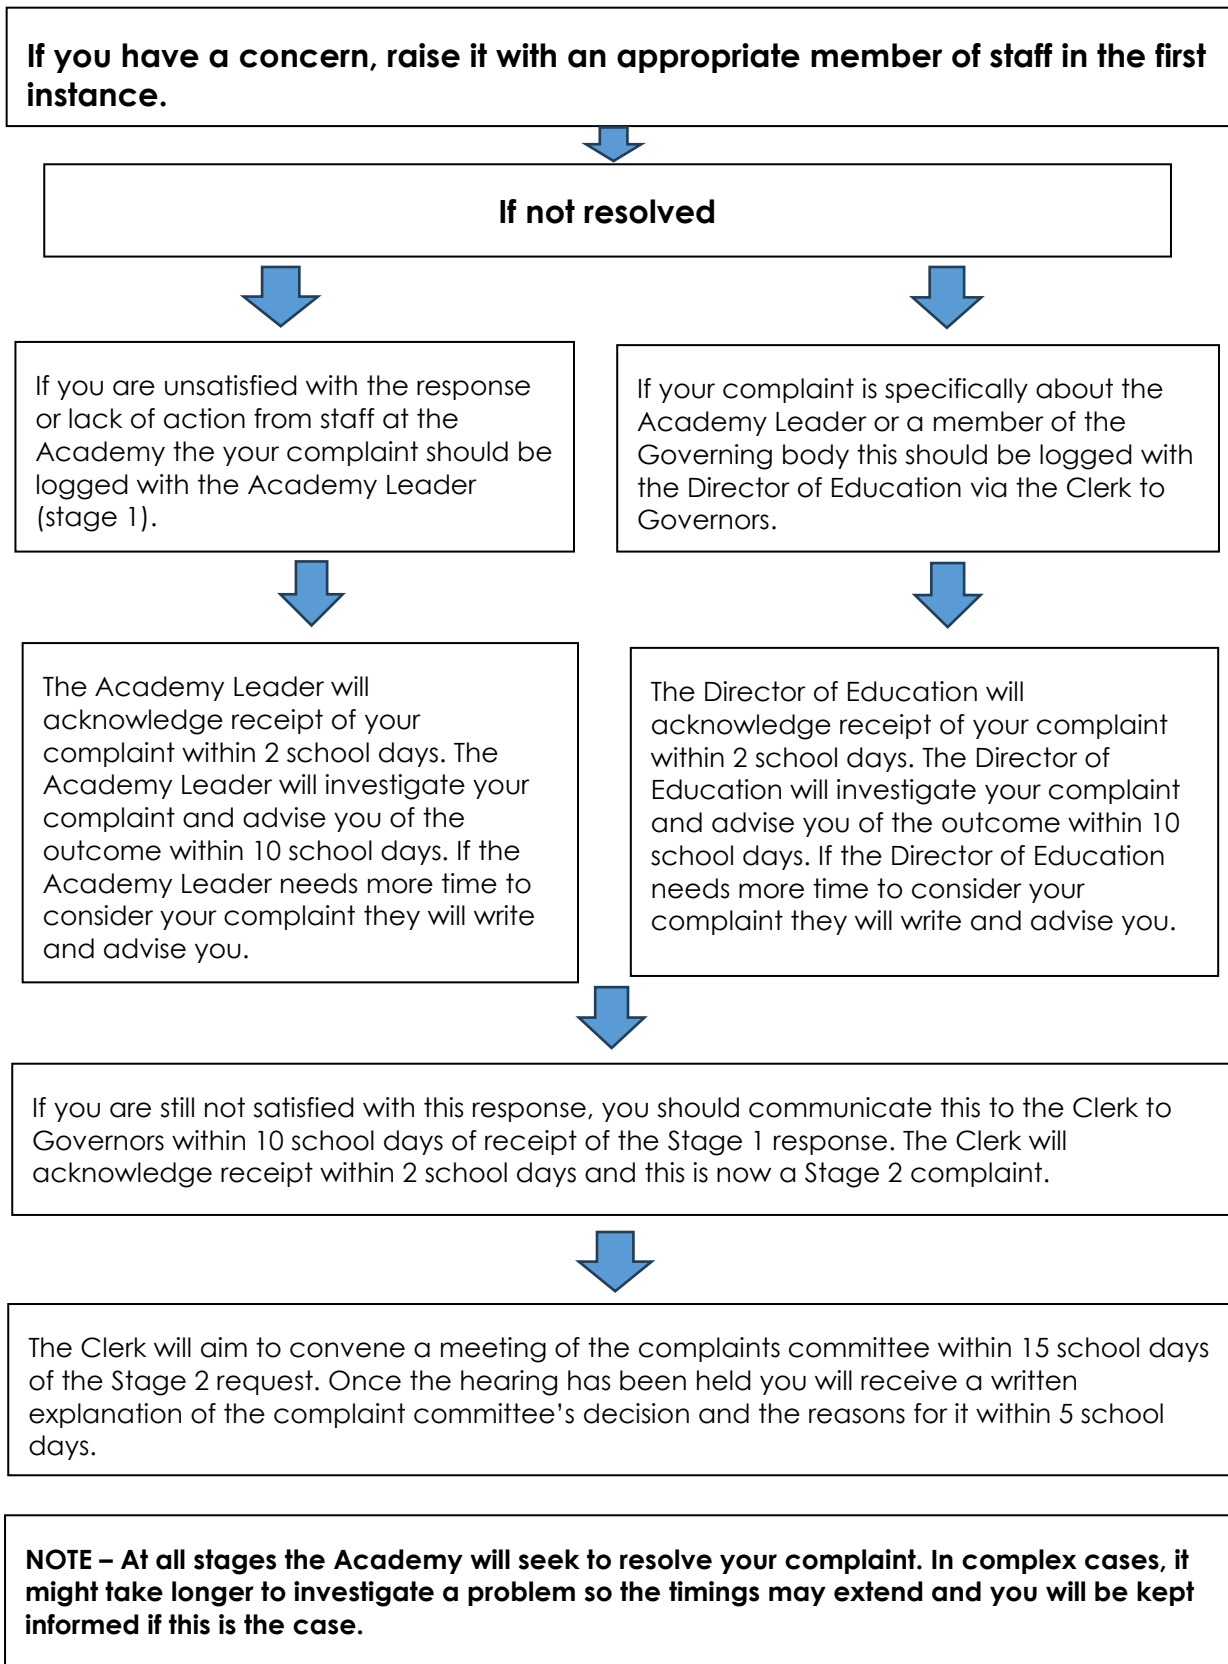 If you have a concern, raise it with an appropriate member of staff in the first
instance.
If not resolved
If you are unsatisfied with the response
or lack of action from staff at the
Academy the your complaint should be
logged with the Academy Leader
(stage 1).
If your complaint is specifically about the
Academy Leader or a member of the
Governing body this should be logged with
the Director of Education via the Clerk to
Governors.
The Academy Leader will
acknowledge receipt of your
complaint within 2 school days. The
Academy Leader will investigate your
complaint and advise you of the
outcome within 10 school days. If the
Academy Leader needs more time to
consider your complaint they will write
and advise you.
The Director of Education will
acknowledge receipt of your complaint
within 2 school days. The Director of
Education will investigate your complaint
and advise you of the outcome within 10
school days. If the Director of Education
needs more time to consider your
complaint they will write and advise you.
If you are still not satisfied with this response, you should communicate this to the Clerk to
Governors within 10 school days of receipt of the Stage 1 response. The Clerk will
acknowledge receipt within 2 school days and this is now a Stage 2 complaint.
The Clerk will aim to convene a meeting of the complaints committee within 15 school days
of the Stage 2 request. Once the hearing has been held you will receive a written
explanation of the complaint committee’s decision and the reasons for it within 5 school
days.
NOTE – At all stages the Academy will seek to resolve your complaint. In complex cases, it
might take longer to investigate a problem so the timings may extend and you will be kept
informed if this is the case.